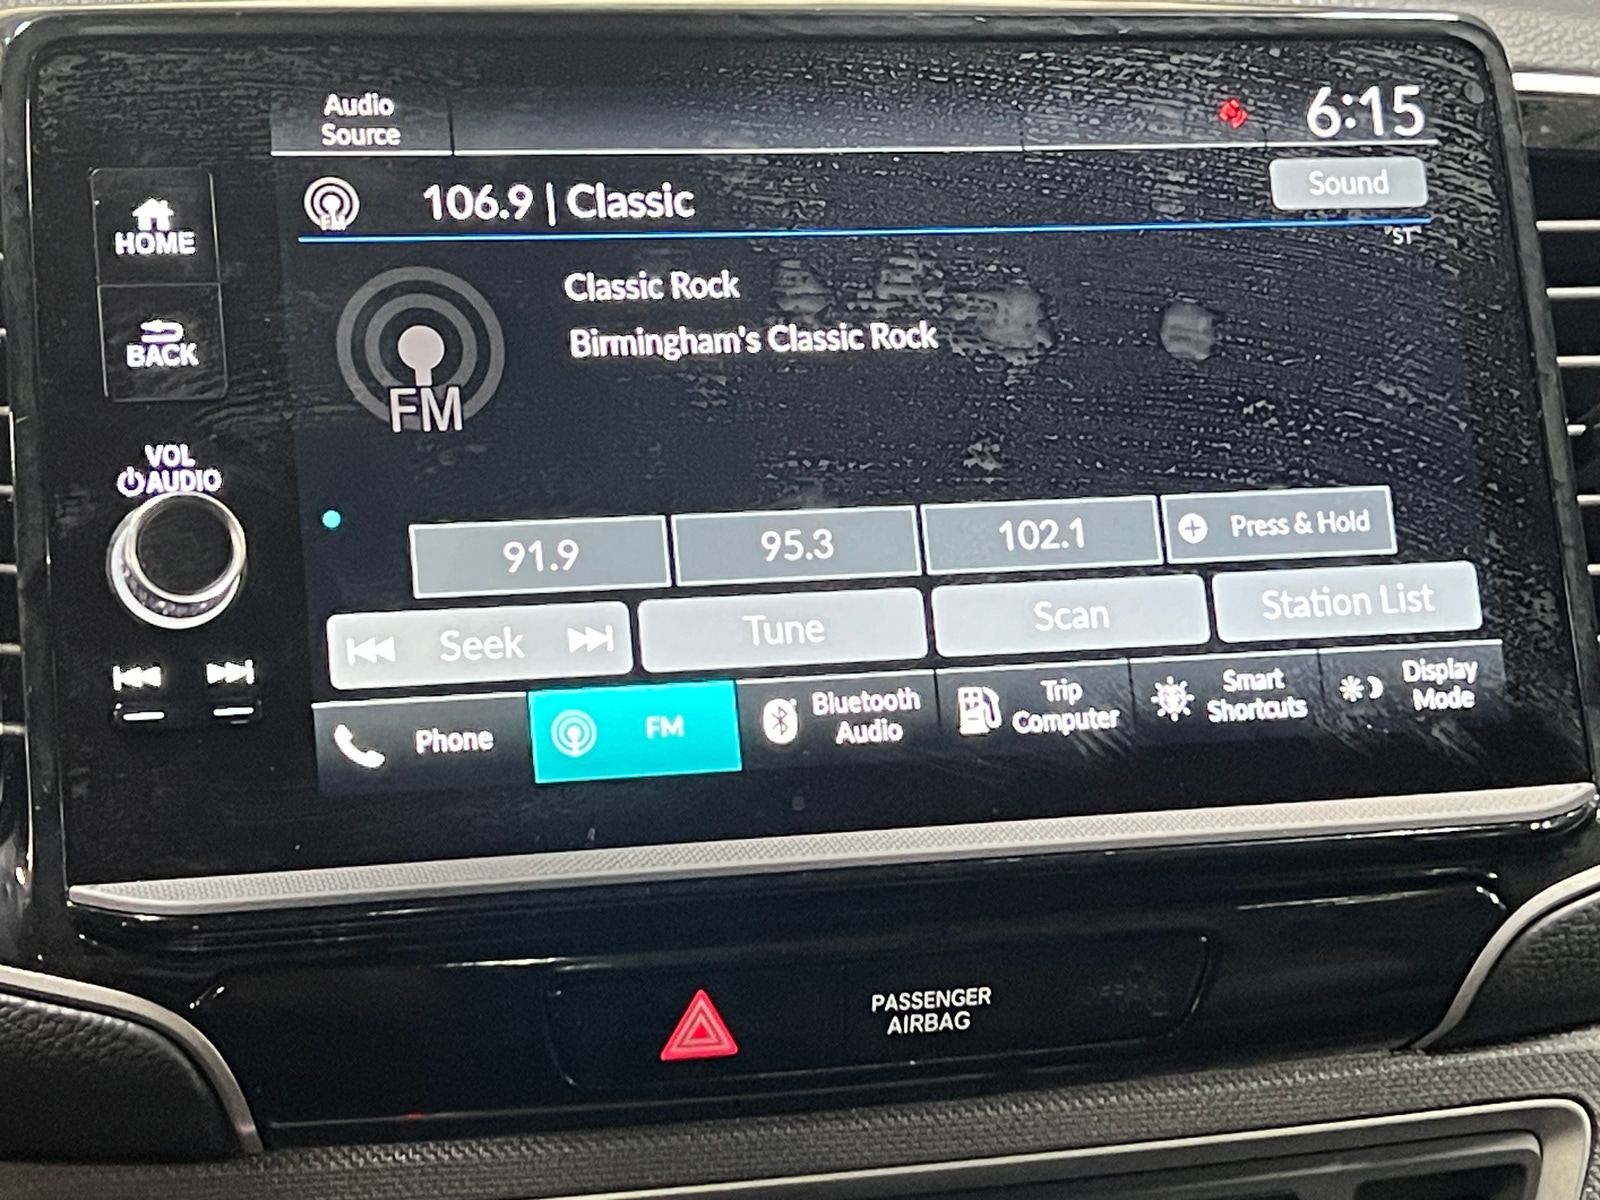 Audio
Source
6:15
FM
106.9 | Classic
Sound
"ST"
HOME
BACK
Classic Rock
Birmingham's Classic Rock
FM
VOL
AUDIO
91.9
95.3
102.1
Press & Hold
Seek
Tune
Scan
Station List
Phone
FM
Bluetooth
Audio
Trip
Computer
Smart
Shortcuts
Display
Mode
PASSENGER
AIRBAG
OFF